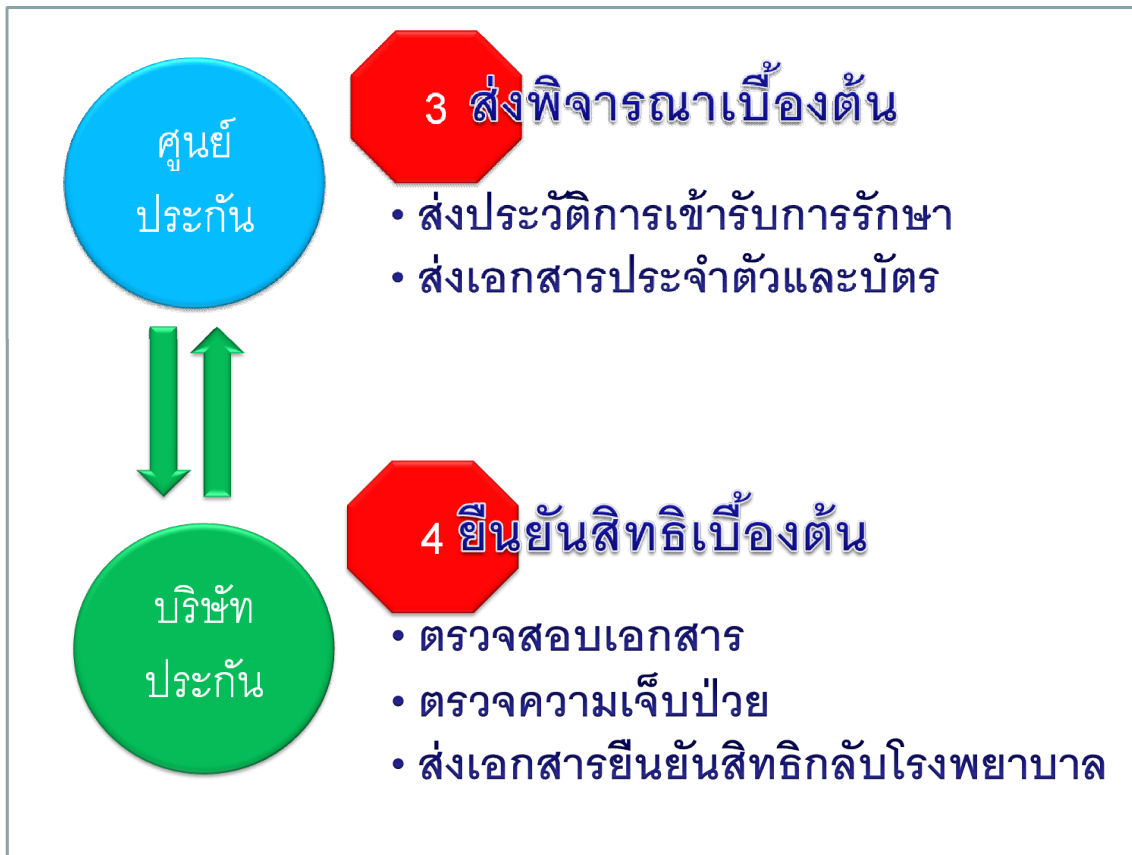 ศูนย์
ประกัน
3 ส่งพิจารณาเบื้องต้น
• ส่งประวัติการเข้ารับการรักษา
• ส่งเอกสารประจำตัวและบัตร
บริษัท
ประกัน
4 ยืนยันสิทธิเบื้องต้น
• ตรวจสอบเอกสาร
• ตรวจความเจ็บป่วย
• ส่งเอกสารยืนยันสิทธิกลับโรงพยาบาล